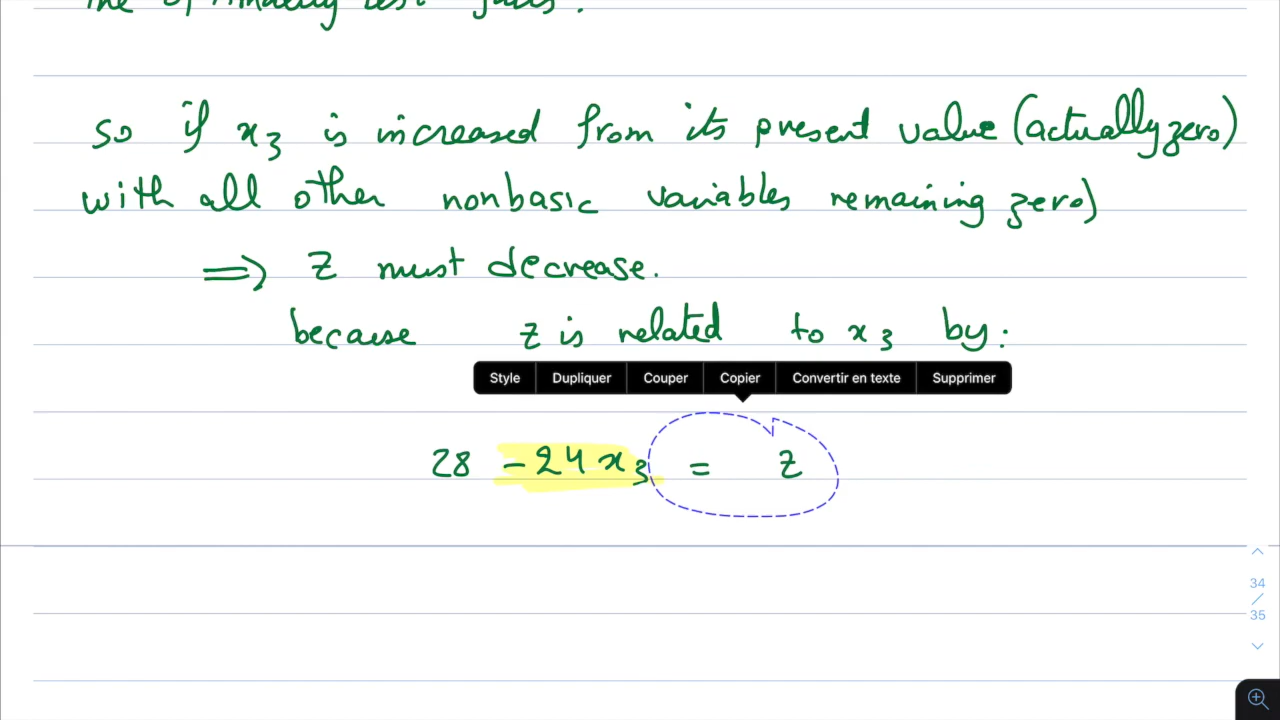 so if x3 is increased from its present value (actually zero)
with all other nonbasic variables remaining zero)
=> Z must decrease.
because z is related to x3 by:
Style Dupliquer Couper Copier Convertir en texte Supprimer
28 -24x3 = z
34
/
35